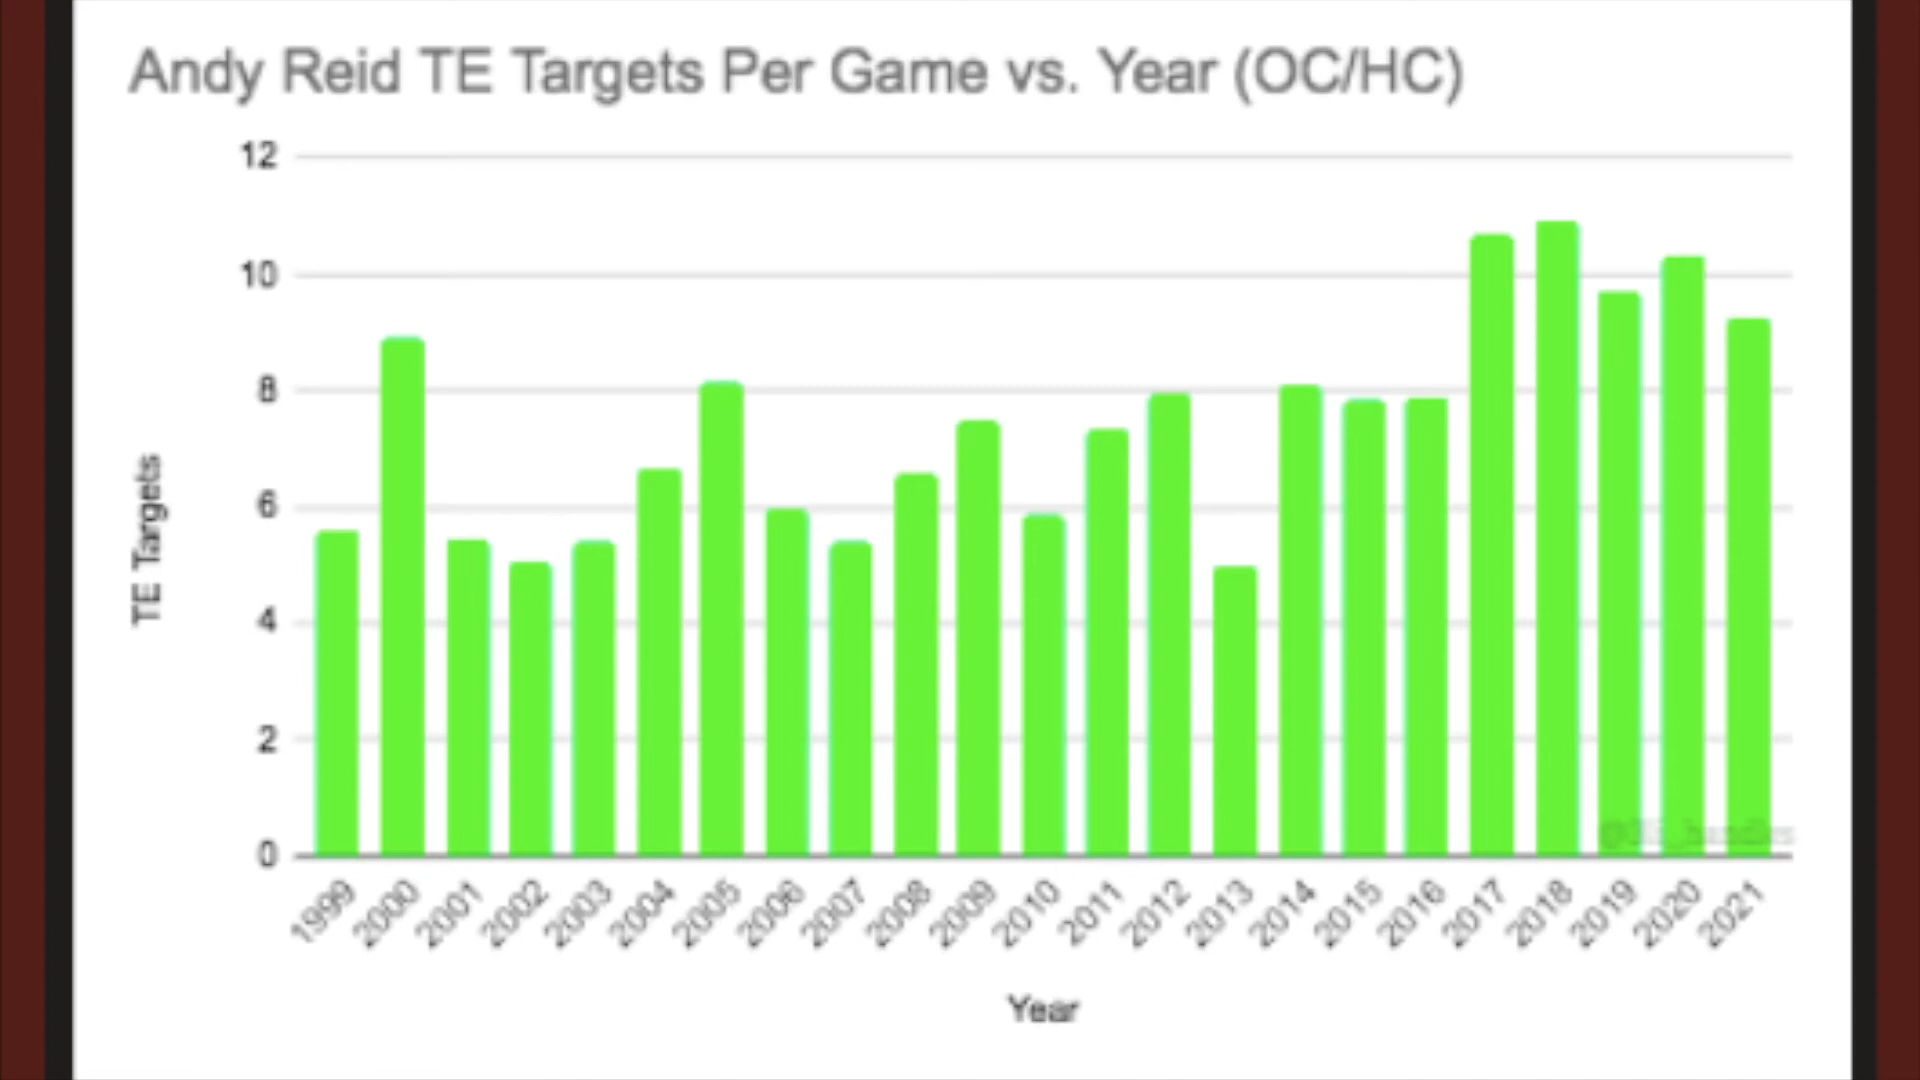 Andy Reid TE Targets Per Game vs. Year (OC/HC)
12
10
8
6
4
2
0
TE Targets
1999 2000 2001 2002 2003 2004 2005 2006 2007 2008 2009 2010 2011 2012 2013 2014 2015 2016 2017 2018 2019 2020 2021
Year